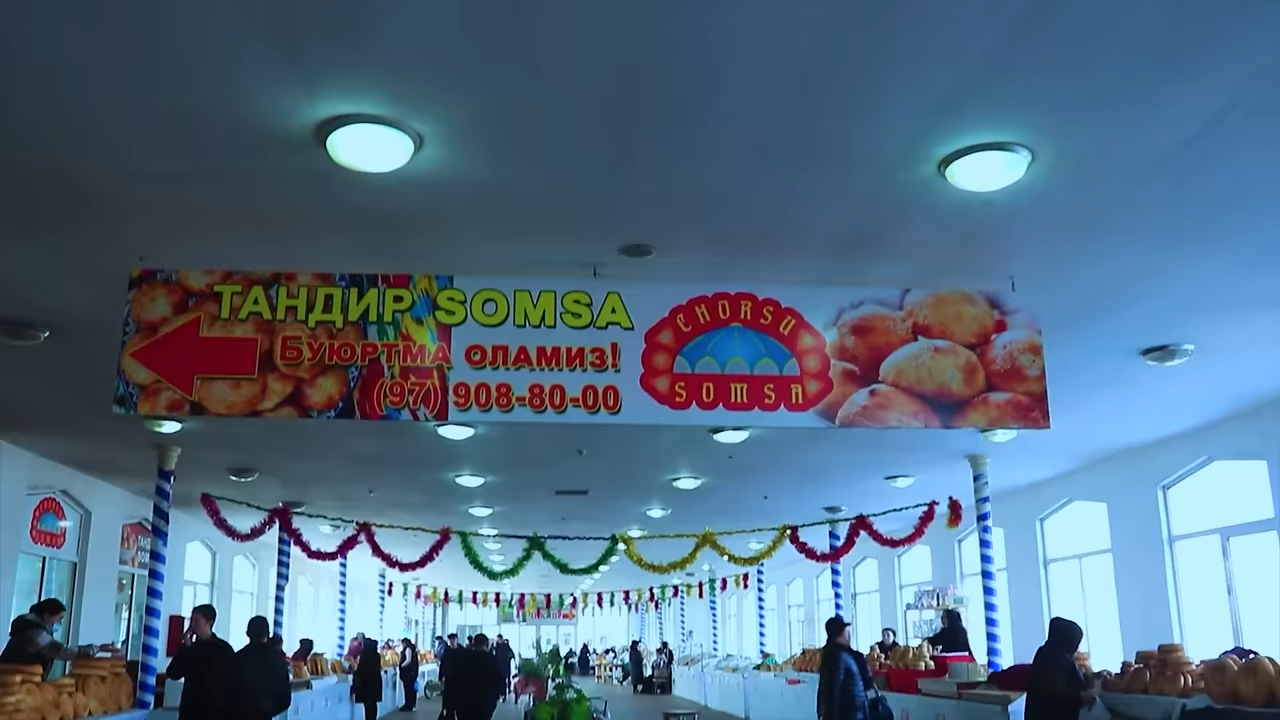 ТАНДИР SOMSA
БУЮРТМА ОЛАМИЗ!
(97) 908-80-00
CHORSU
SOMSA